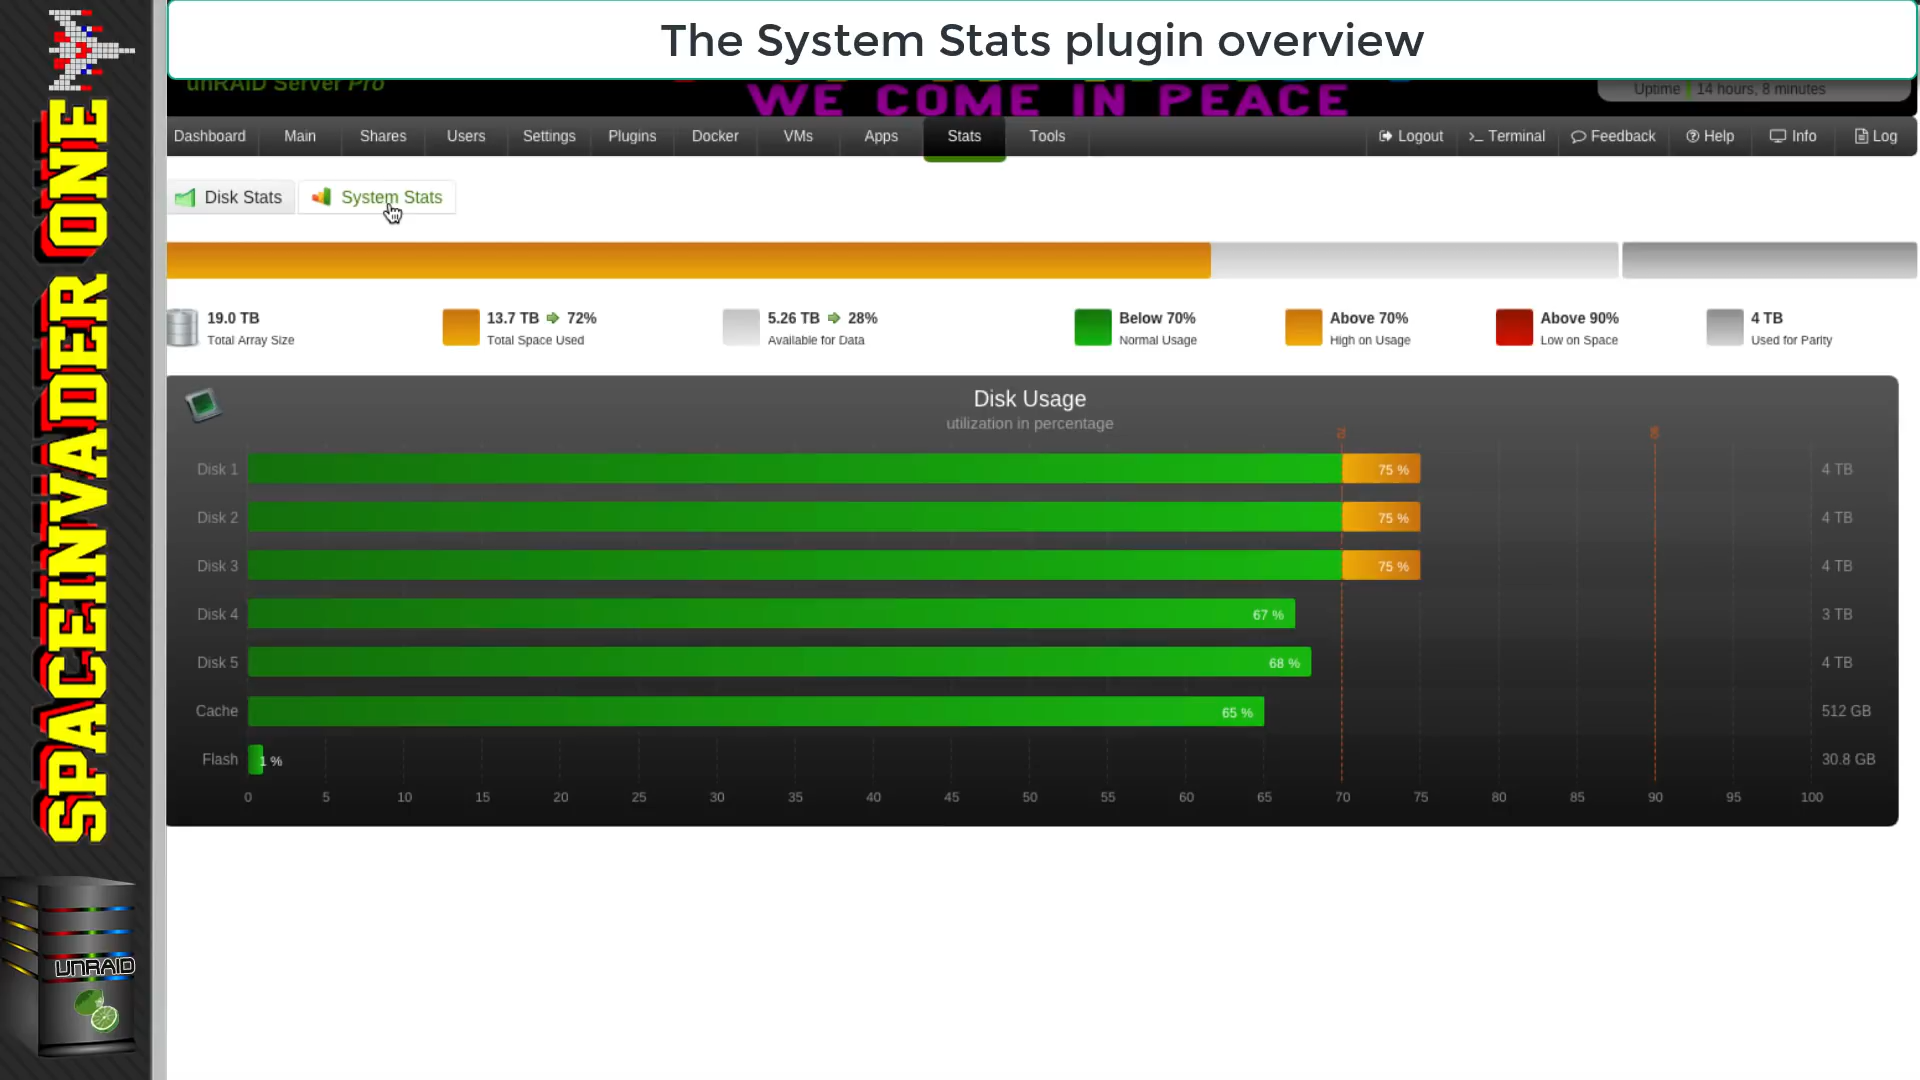 The System Stats plugin overview
unRAID Server Pro
WE COME IN PEACE
Uptime 14 hours, 8 minutes
Dashboard Main Shares Users Settings Plugins Docker VMs Apps Stats Tools Logout Terminal Feedback Help Info Log
Disk Stats System Stats
19.0 TB
Total Array Size
13.7 TB 72%
Total Space Used
5.26 TB 28%
Available for Data
Below 70%
Normal Usage
Above 70%
High on Usage
Above 90%
Low on Space
4 TB
Used for Parity
Disk Usage
utilization in percentage
70 90
Disk 1 75 % 4 TB
Disk 2 75 % 4 TB
Disk 3 75 % 4 TB
Disk 4 67 % 3 TB
Disk 5 68 % 4 TB
Cache 65 % 512 GB
Flash 1 % 30.8 GB
0 5 10 15 20 25 30 35 40 45 50 55 60 65 70 75 80 85 90 95 100
SPACEINVADER ONE
UNRAID